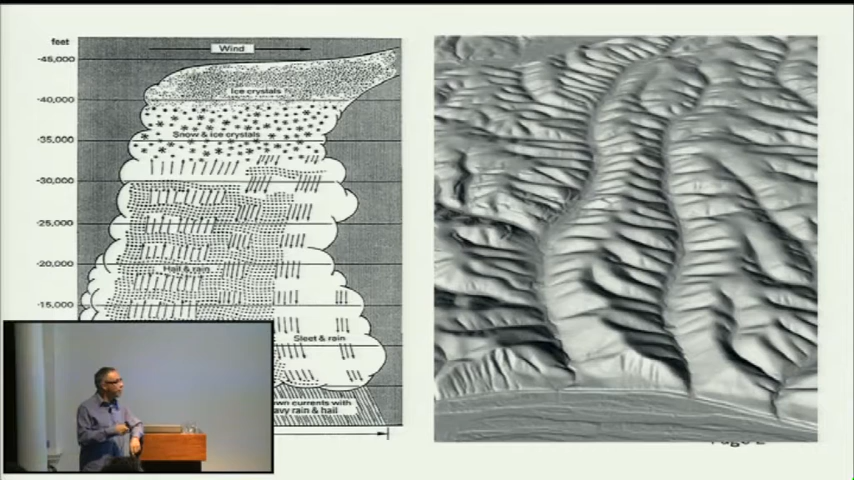 feet
Wind
45,000
Ice crystals
40,000
Snow & ice crystals
35,000
30,000
25,000
20,000
Hail & rain
15,000
Sleet & rain
own currents with
avy rain & hail